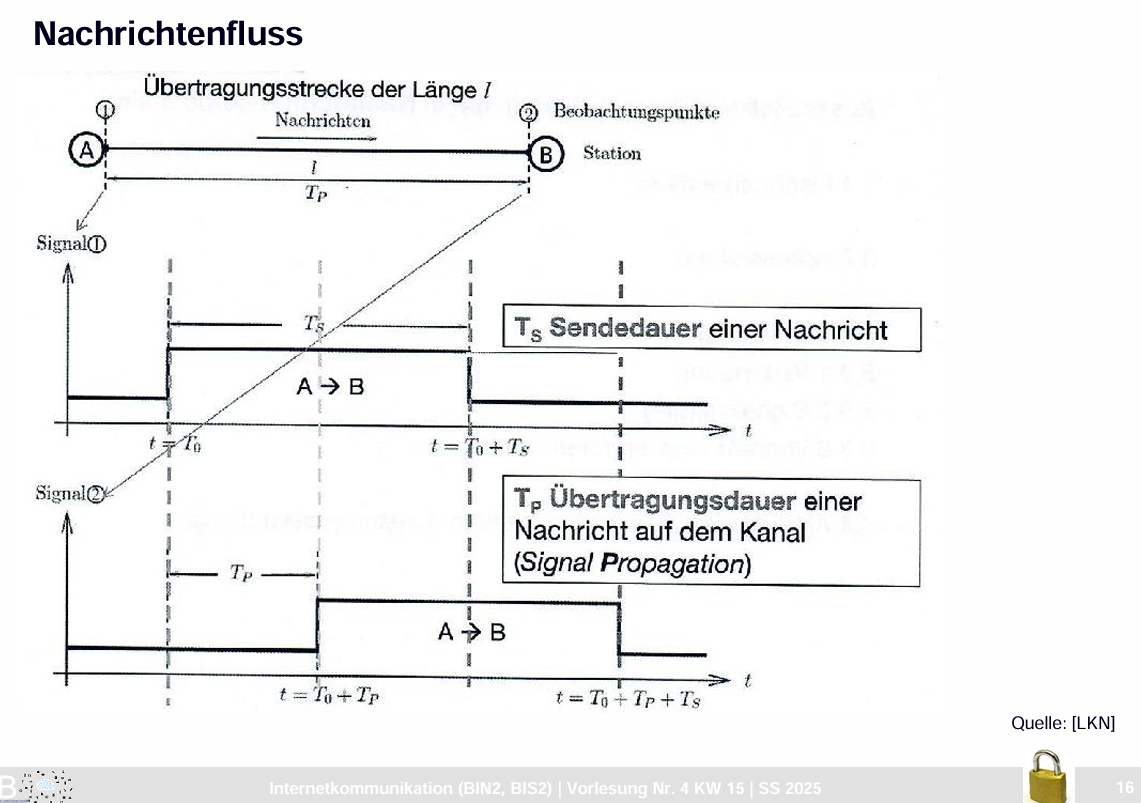 Nachrichtenfluss
Übertragungsstrecke der Länge l
① ② Beobachtungspunkte
Nachrichten
A B Station
l
T_P
Signal①
T_S
T_S Sendedauer einer Nachricht
A → B
t
t = T_0 t = T_0 + T_S
Signal②
T_P Übertragungsdauer einer
Nachricht auf dem Kanal
(Signal Propagation)
T_P
A → B
t
t = T_0 + T_P t = T_0 + T_P + T_S
Quelle: [LKN]
B
Internetkommunikation (BIN2, BIS2) | Vorlesung Nr. 4 KW 15 | SS 2025 16